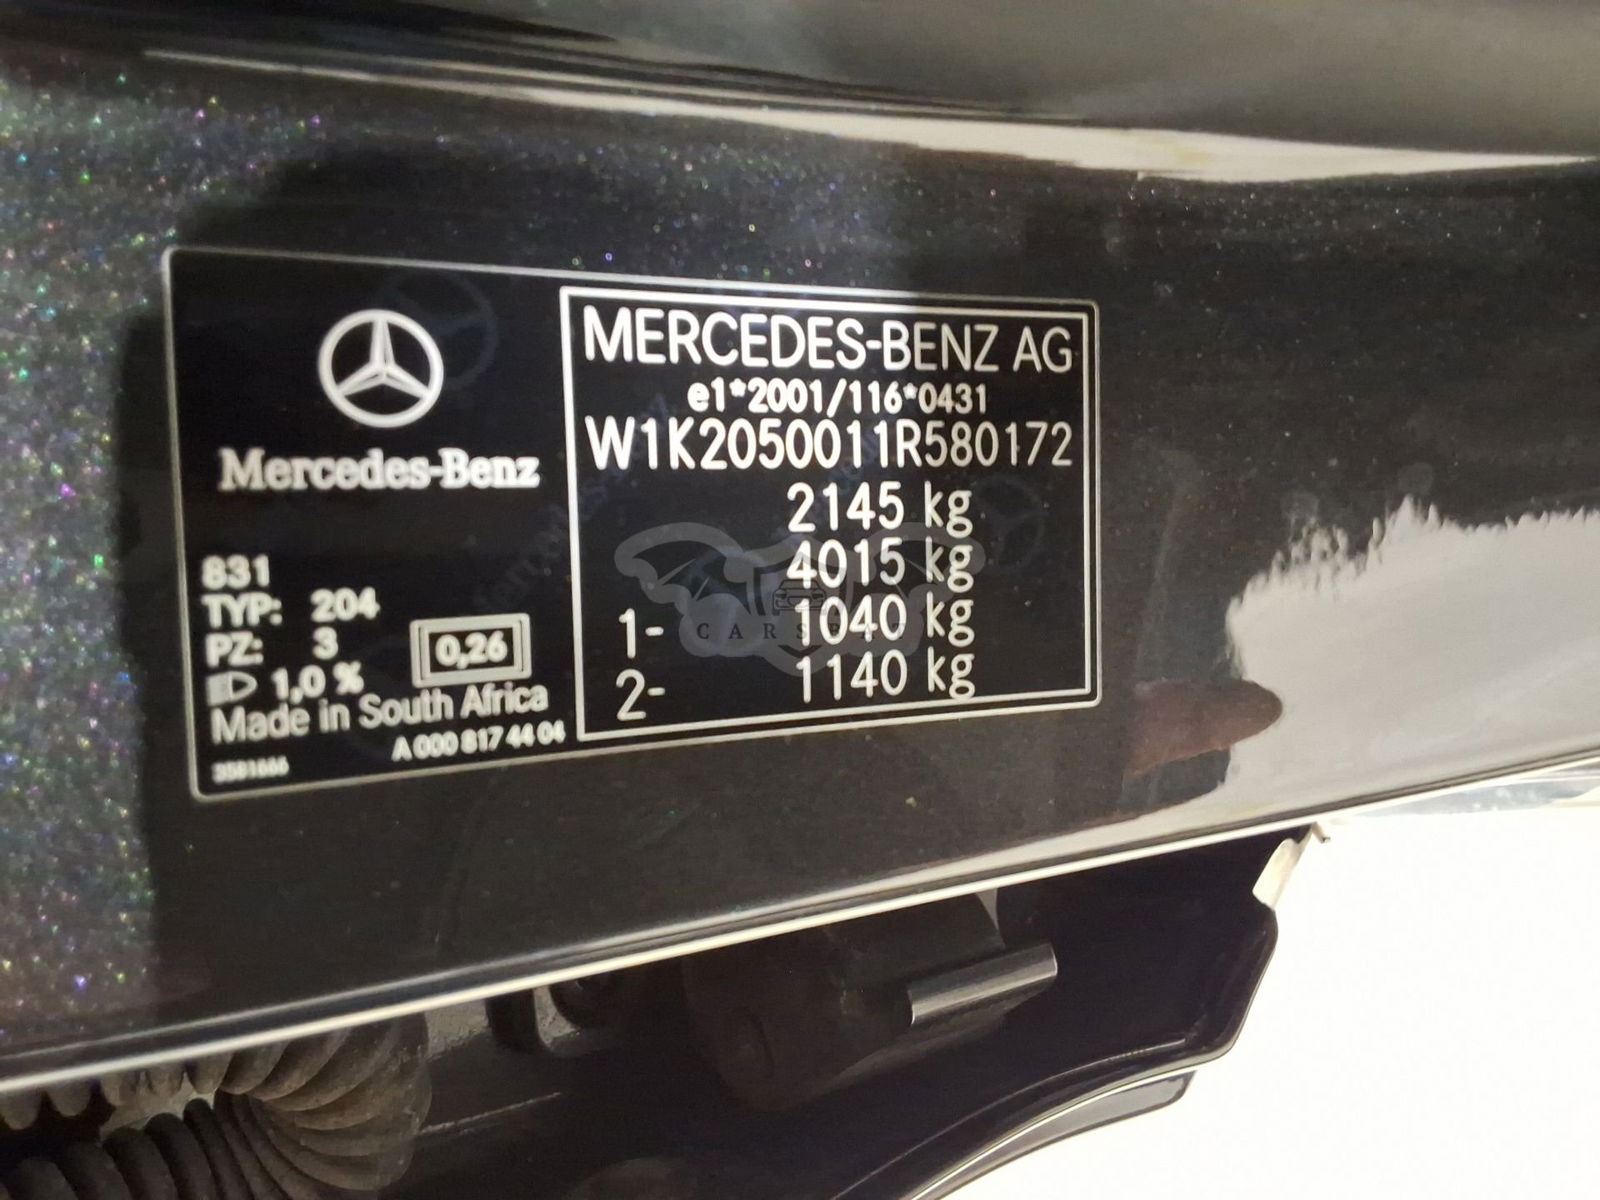 Mercedes-Benz
831
TYP: 204
PZ: 3
0,26
1,0 %
Made in South Africa
A 000 817 44 04
3581666
MERCEDES-BENZ AG
e1*2001/116*0431
W1K2050011R580172
2145 kg
4015 kg
1- 1040 kg
2- 1140 kg